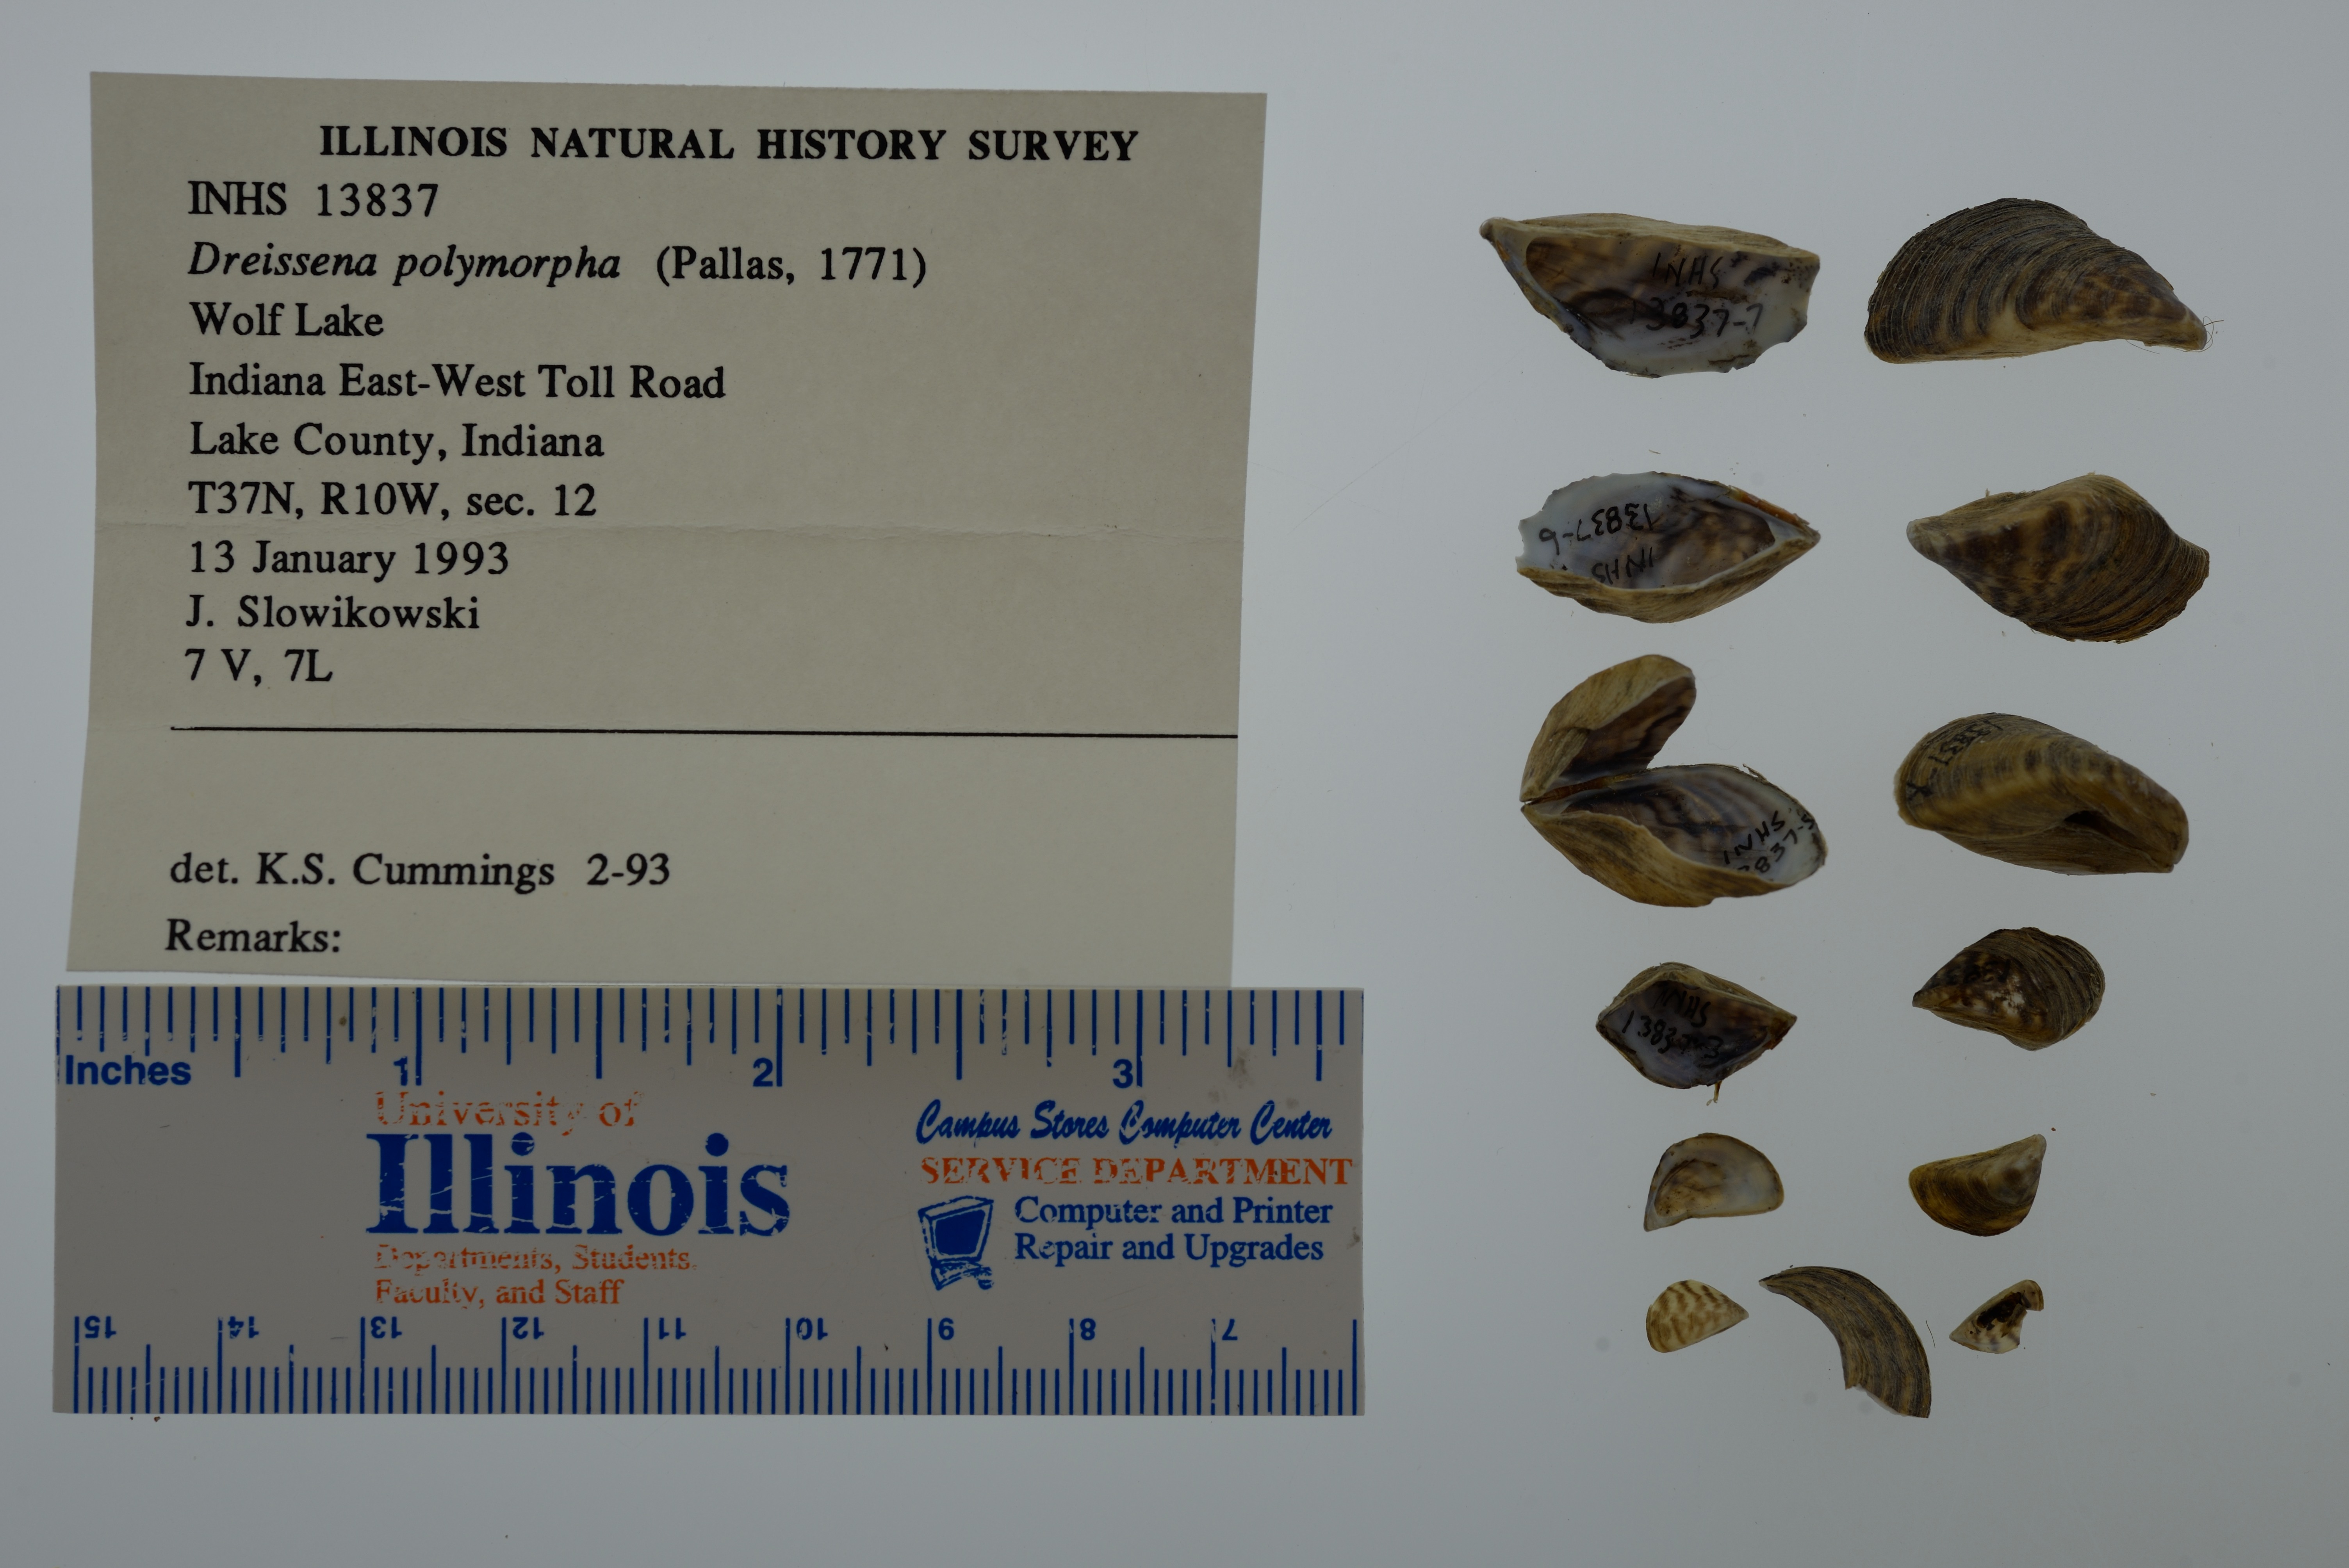 ILLINOIS NATURAL HISTORY SURVEY
INHS 13837
Dreissena polymorpha (Pallas, 1771)
Wolf Lake
Indiana East-West Toll Road
Lake County, Indiana
T37N, R10W, sec. 12
13 January 1993
J. Slowikowski
7 V, 7L
det. K.S. Cummings 2-93
Remarks:
Inches 1 2 3
University of
Illinois
Departments, Students,
Faculty, and Staff
Campus Stores Computer Center
SERVICE DEPARTMENT
Computer and Printer
Repair and Upgrades
15 14 13 12 11 10 9 8 7
INHS
13837-7
INHS
13837-6
INHS
INHS